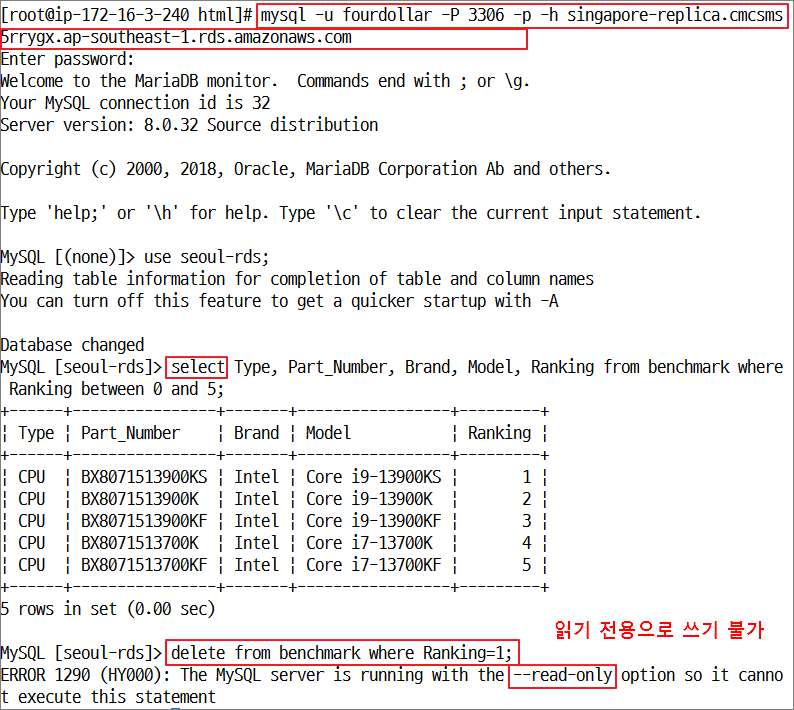 [root@ip-172-16-3-240 html]# mysql -u fourdollar -P 3306 -p -h singapore-replica.cmcsms
5rrygx.ap-southeast-1.rds.amazonaws.com
Enter password:
Welcome to the MariaDB monitor.  Commands end with ; or \g.
Your MySQL connection id is 32
Server version: 8.0.32 Source distribution

Copyright (c) 2000, 2018, Oracle, MariaDB Corporation Ab and others.

Type 'help;' or '\h' for help. Type '\c' to clear the current input statement.

MySQL [(none)]> use seoul-rds;
Reading table information for completion of table and column names
You can turn off this feature to get a quicker startup with -A

Database changed
MySQL [seoul-rds]> select Type, Part_Number, Brand, Model, Ranking from benchmark where
 Ranking between 0 and 5;
+------+----------------+-------+-----------------+---------+
| Type | Part_Number    | Brand | Model           | Ranking |
+------+----------------+-------+-----------------+---------+
| CPU  | BX8071513900KS | Intel | Core i9-13900KS |       1 |
| CPU  | BX8071513900K  | Intel | Core i9-13900K  |       2 |
| CPU  | BX8071513900KF | Intel | Core i9-13900KF |       3 |
| CPU  | BX8071513700K  | Intel | Core i7-13700K  |       4 |
| CPU  | BX8071513700KF | Intel | Core i7-13700KF |       5 |
+------+----------------+-------+-----------------+---------+
5 rows in set (0.00 sec)
읽기 전용으로 쓰기 불가
MySQL [seoul-rds]> delete from benchmark where Ranking=1;
ERROR 1290 (HY000): The MySQL server is running with the --read-only option so it canno
t execute this statement